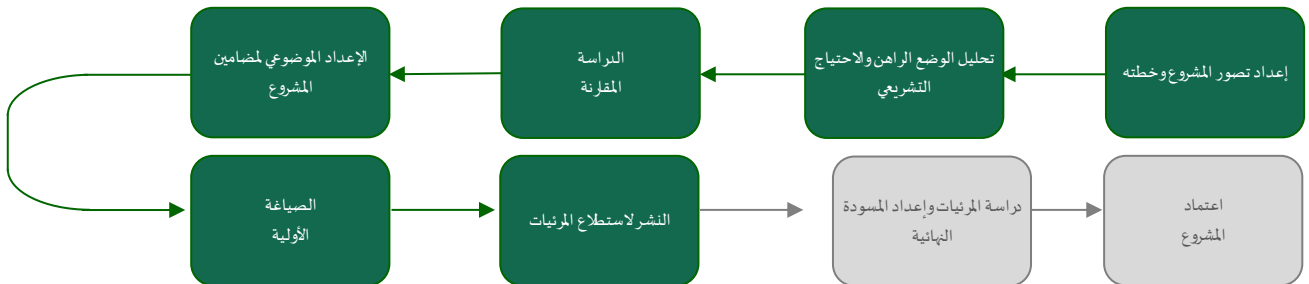 إعداد تصور المشروع وخطته
تحليل الوضع الراهن والاحتياج
التشريعي
الدراسة
المقارنة
الإعداد الموضوعي لمضامين
المشروع
الصياغة
الأولية
النشر لاستطلاع المرئيات
دراسة المرئيات وإعداد المسودة
النهائية
اعتماد
المشروع